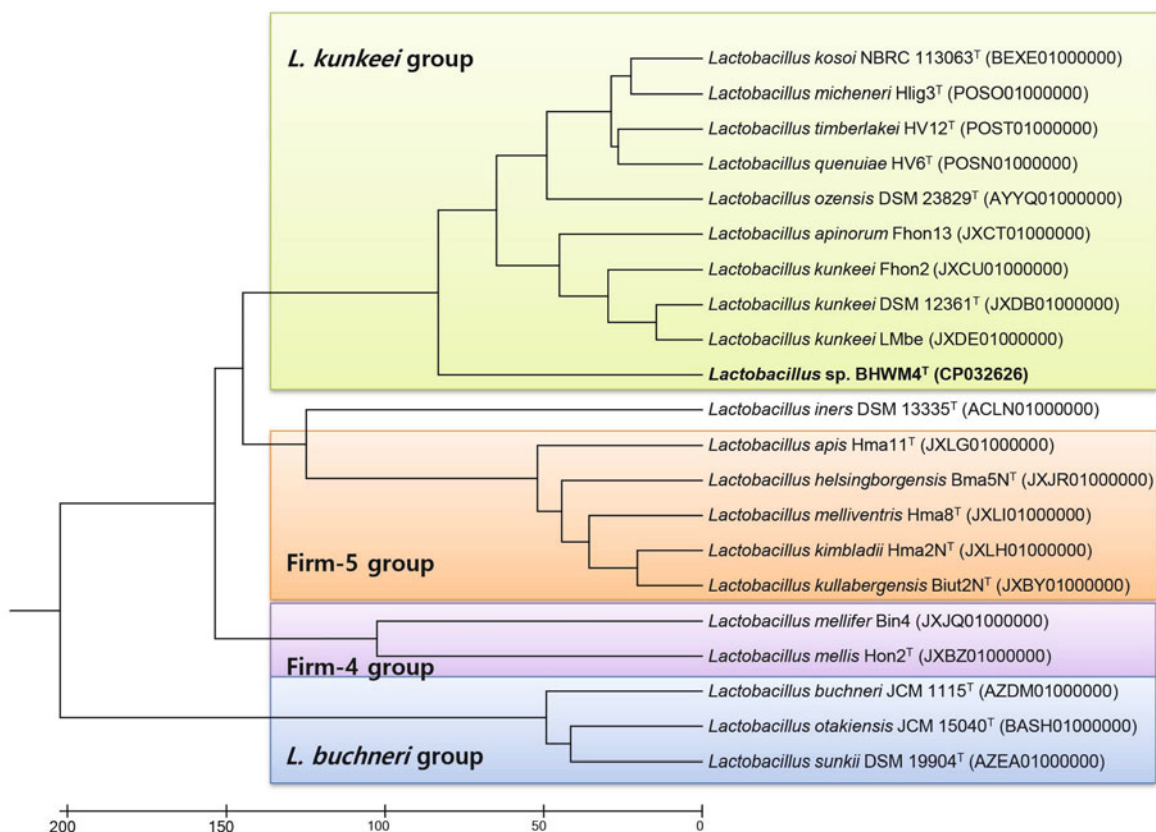 L. kunkeei group
Lactobacillus kosoi NBRC 113063ᵀ (BEXE01000000)
Lactobacillus micheneri Hlig3ᵀ (POSO01000000)
Lactobacillus timberlakei HV12ᵀ (POST01000000)
Lactobacillus quenuiae HV6ᵀ (POSN01000000)
Lactobacillus ozensis DSM 23829ᵀ (AYYQ01000000)
Lactobacillus apinorum Fhon13 (JXCT01000000)
Lactobacillus kunkeei Fhon2 (JXCU01000000)
Lactobacillus kunkeei DSM 12361ᵀ (JXDB01000000)
Lactobacillus kunkeei LMbe (JXDE01000000)
Lactobacillus sp. BHWM4ᵀ (CP032626)
Lactobacillus iners DSM 13335ᵀ (ACLN01000000)
Lactobacillus apis Hma11ᵀ (JXLG01000000)
Lactobacillus helsingborgensis Bma5Nᵀ (JXJR01000000)
Lactobacillus melliventris Hma8ᵀ (JXLI01000000)
Lactobacillus kimbladii Hma2Nᵀ (JXLH01000000)
Firm-5 group
Lactobacillus kullabergensis Biut2Nᵀ (JXBY01000000)
Lactobacillus mellifer Bin4 (JXJQ01000000)
Lactobacillus mellis Hon2ᵀ (JXBZ01000000)
Firm-4 group
Lactobacillus buchneri JCM 1115ᵀ (AZDM01000000)
Lactobacillus otakiensis JCM 15040ᵀ (BASH01000000)
L. buchneri group
Lactobacillus sunkii DSM 19904ᵀ (AZEA01000000)
200 150 100 50 0